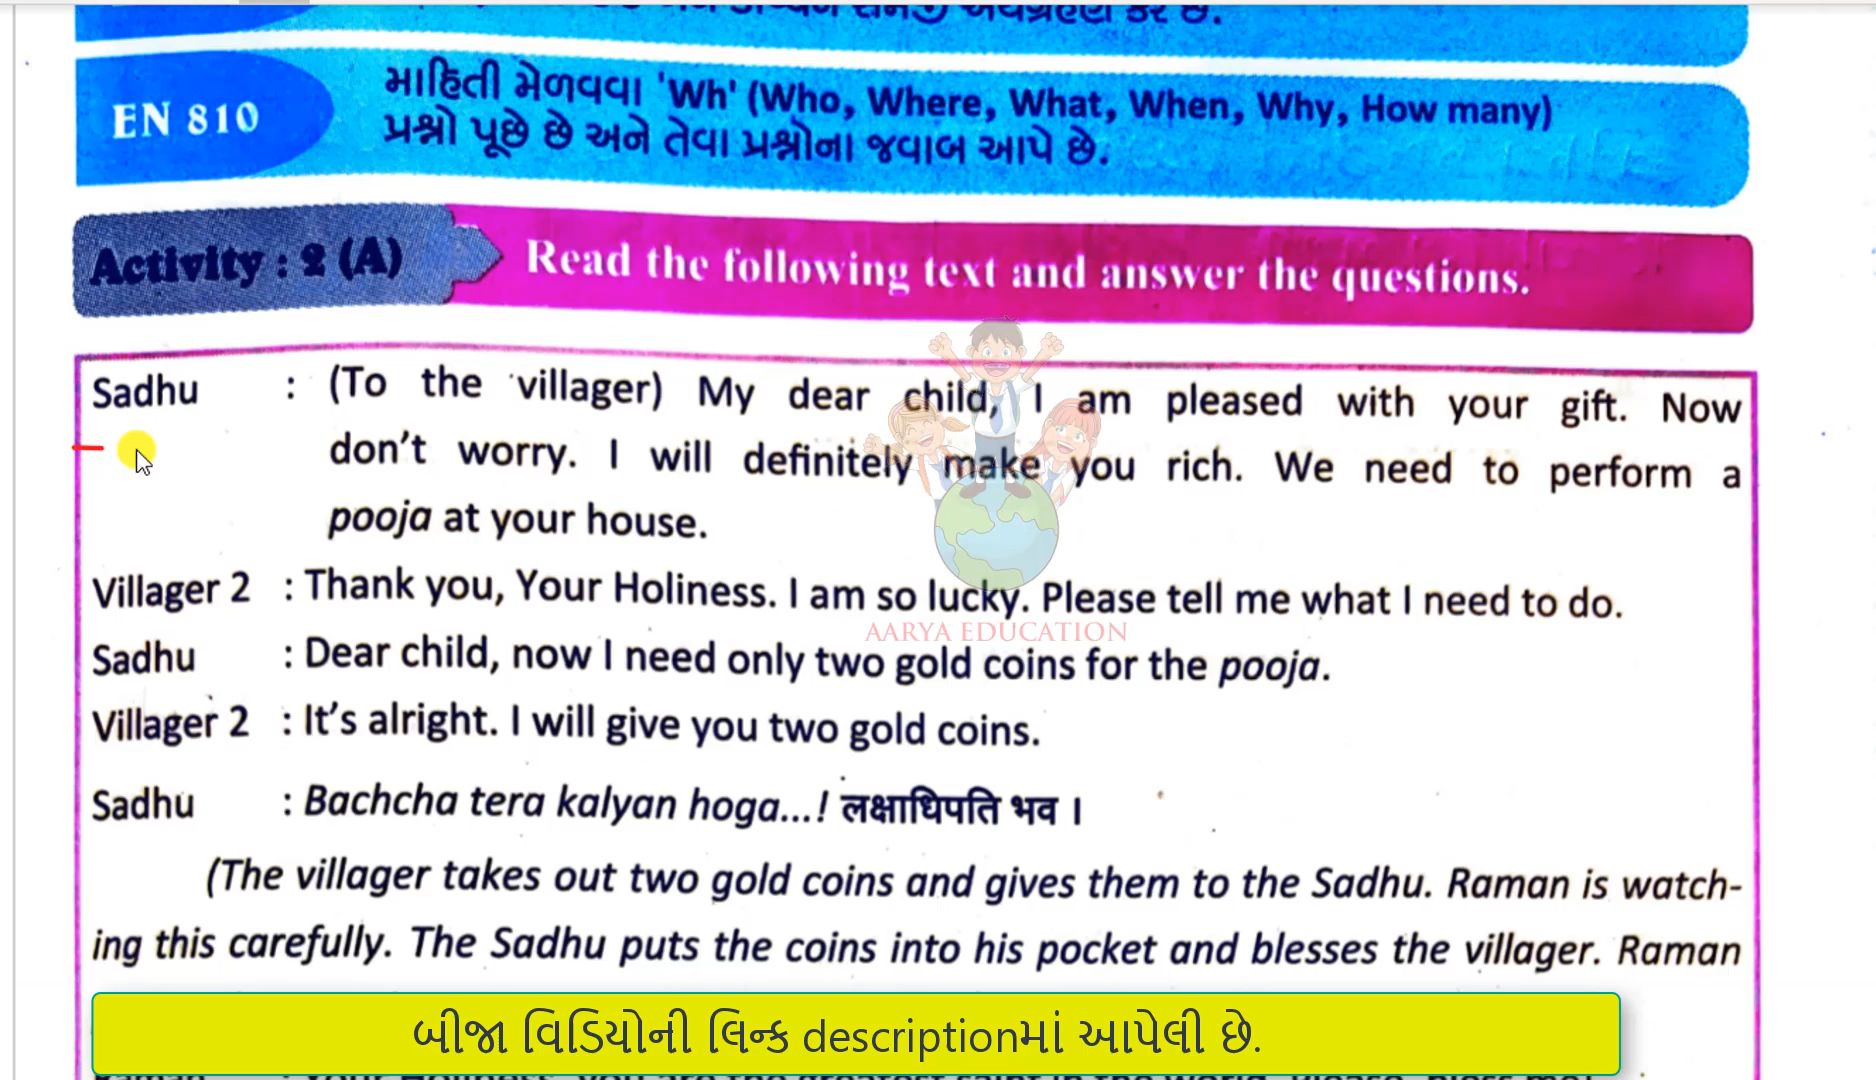 EN 810
માહિતી મેળવવા 'Wh' (Who, Where, What, When, Why, How many)
પ્રશ્નો પૂછે છે અને તેવા પ્રશ્નોના જવાબ આપે છે.
Activity : 2 (A)
Read the following text and answer the questions.
Sadhu : (To the villager) My dear child, I am pleased with your gift. Now
don't worry. I will definitely make you rich. We need to perform a
pooja at your house.
Villager 2 : Thank you, Your Holiness. I am so lucky. Please tell me what I need to do.
AARYA EDUCATION
Sadhu : Dear child, now I need only two gold coins for the pooja.
Villager 2 : It's alright. I will give you two gold coins.
Sadhu : Bachcha tera kalyan hoga...! लक्षाधिपति भव ।
(The villager takes out two gold coins and gives them to the Sadhu. Raman is watch-
ing this carefully. The Sadhu puts the coins into his pocket and blesses the villager. Raman
બીજા વિડિયોની લિન્ક descriptionમાં આપેલી છે.